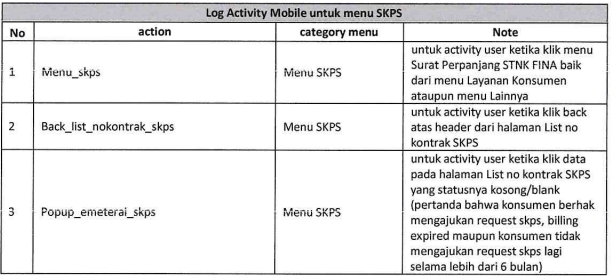 Log Activity Mobile untuk menu SKPS
No
action
category menu
Note
1
Menu_skps
Menu SKPS
untuk activity user ketika klik menu
Surat Perpanjang STNK FINA baik
dari menu Layanan Konsumen
ataupun menu Lainnya
2
Back_list_nokontrak_skps
Menu SKPS
untuk activity user ketika klik back
atas header dari halaman List no
kontrak SKPS
3
Popup_emeterai_skps
Menu SKPS
untuk activity user ketika klik data
pada halaman List no kontrak SKPS
yang statusnya kosong/blank
(pertanda bahwa konsumen berhak
mengajukan request skps, billing
expired maupun konsumen tidak
mengajukan request skps lagi
selama lebih dari 6 bulan)